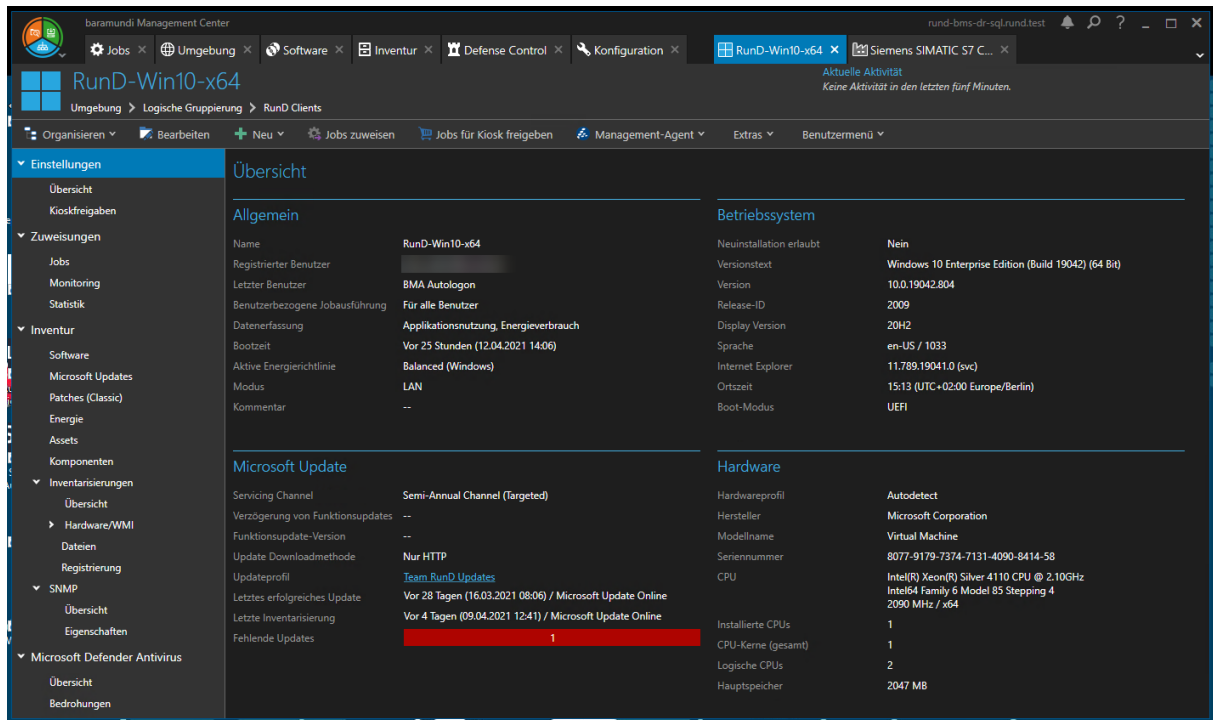 baramundi Management Center
rund-bms-dr-sql.rund.test ?
Jobs × Umgebung × Software × Inventur × Defense Control × Konfiguration × RunD-Win10-x64 × Siemens SIMATIC S7 C... ×
RunD-Win10-x64
Umgebung > Logische Gruppierung > RunD Clients
Aktuelle Aktivität
Keine Aktivität in den letzten fünf Minuten.
Organisieren Bearbeiten Neu Jobs zuweisen Jobs für Kiosk freigeben Management-Agent Extras Benutzermenü
Einstellungen
Übersicht
Kioskfreigaben
Zuweisungen
Jobs
Monitoring
Statistik
Inventur
Software
Microsoft Updates
Patches (Classic)
Energie
Assets
Komponenten
Inventarisierungen
Übersicht
Hardware/WMI
Dateien
Registrierung
SNMP
Übersicht
Eigenschaften
Microsoft Defender Antivirus
Übersicht
Bedrohungen
Übersicht
Allgemein
Name RunD-Win10-x64
Registrierter Benutzer
Letzter Benutzer BMA Autologon
Benutzerbezogene Jobausführung Für alle Benutzer
Datenerfassung Applikationsnutzung, Energieverbrauch
Bootzeit Vor 25 Stunden (12.04.2021 14:06)
Aktive Energierichtlinie Balanced (Windows)
Modus LAN
Kommentar --
Betriebssystem
Neuinstallation erlaubt Nein
Versionstext Windows 10 Enterprise Edition (Build 19042) (64 Bit)
Version 10.0.19042.804
Release-ID 2009
Display Version 20H2
Sprache en-US / 1033
Internet Explorer 11.789.19041.0 (svc)
Ortszeit 15:13 (UTC+02:00 Europe/Berlin)
Boot-Modus UEFI
Microsoft Update
Servicing Channel Semi-Annual Channel (Targeted)
Verzögerung von Funktionsupdates --
Funktionsupdate-Version --
Update Downloadmethode Nur HTTP
Updateprofil Team RunD Updates
Letztes erfolgreiches Update Vor 28 Tagen (16.03.2021 08:06) / Microsoft Update Online
Letzte Inventarisierung Vor 4 Tagen (09.04.2021 12:41) / Microsoft Update Online
Fehlende Updates 1
Hardware
Hardwareprofil Autodetect
Hersteller Microsoft Corporation
Modellname Virtual Machine
Seriennummer 8077-9179-7374-7131-4090-8414-58
CPU Intel(R) Xeon(R) Silver 4110 CPU @ 2.10GHz
Intel64 Family 6 Model 85 Stepping 4
2090 MHz / x64
Installierte CPUs 1
CPU-Kerne (gesamt) 1
Logische CPUs 2
Hauptspeicher 2047 MB